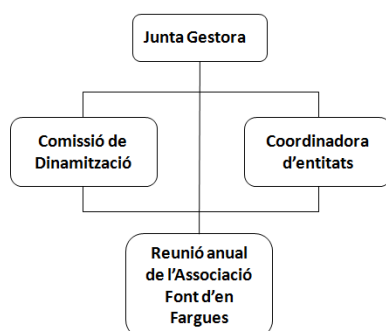 Junta Gestora
Comissió de
Dinamització
Coordinadora
d'entitats
Reunió anual
de l'Associació
Font d'en
Fargues